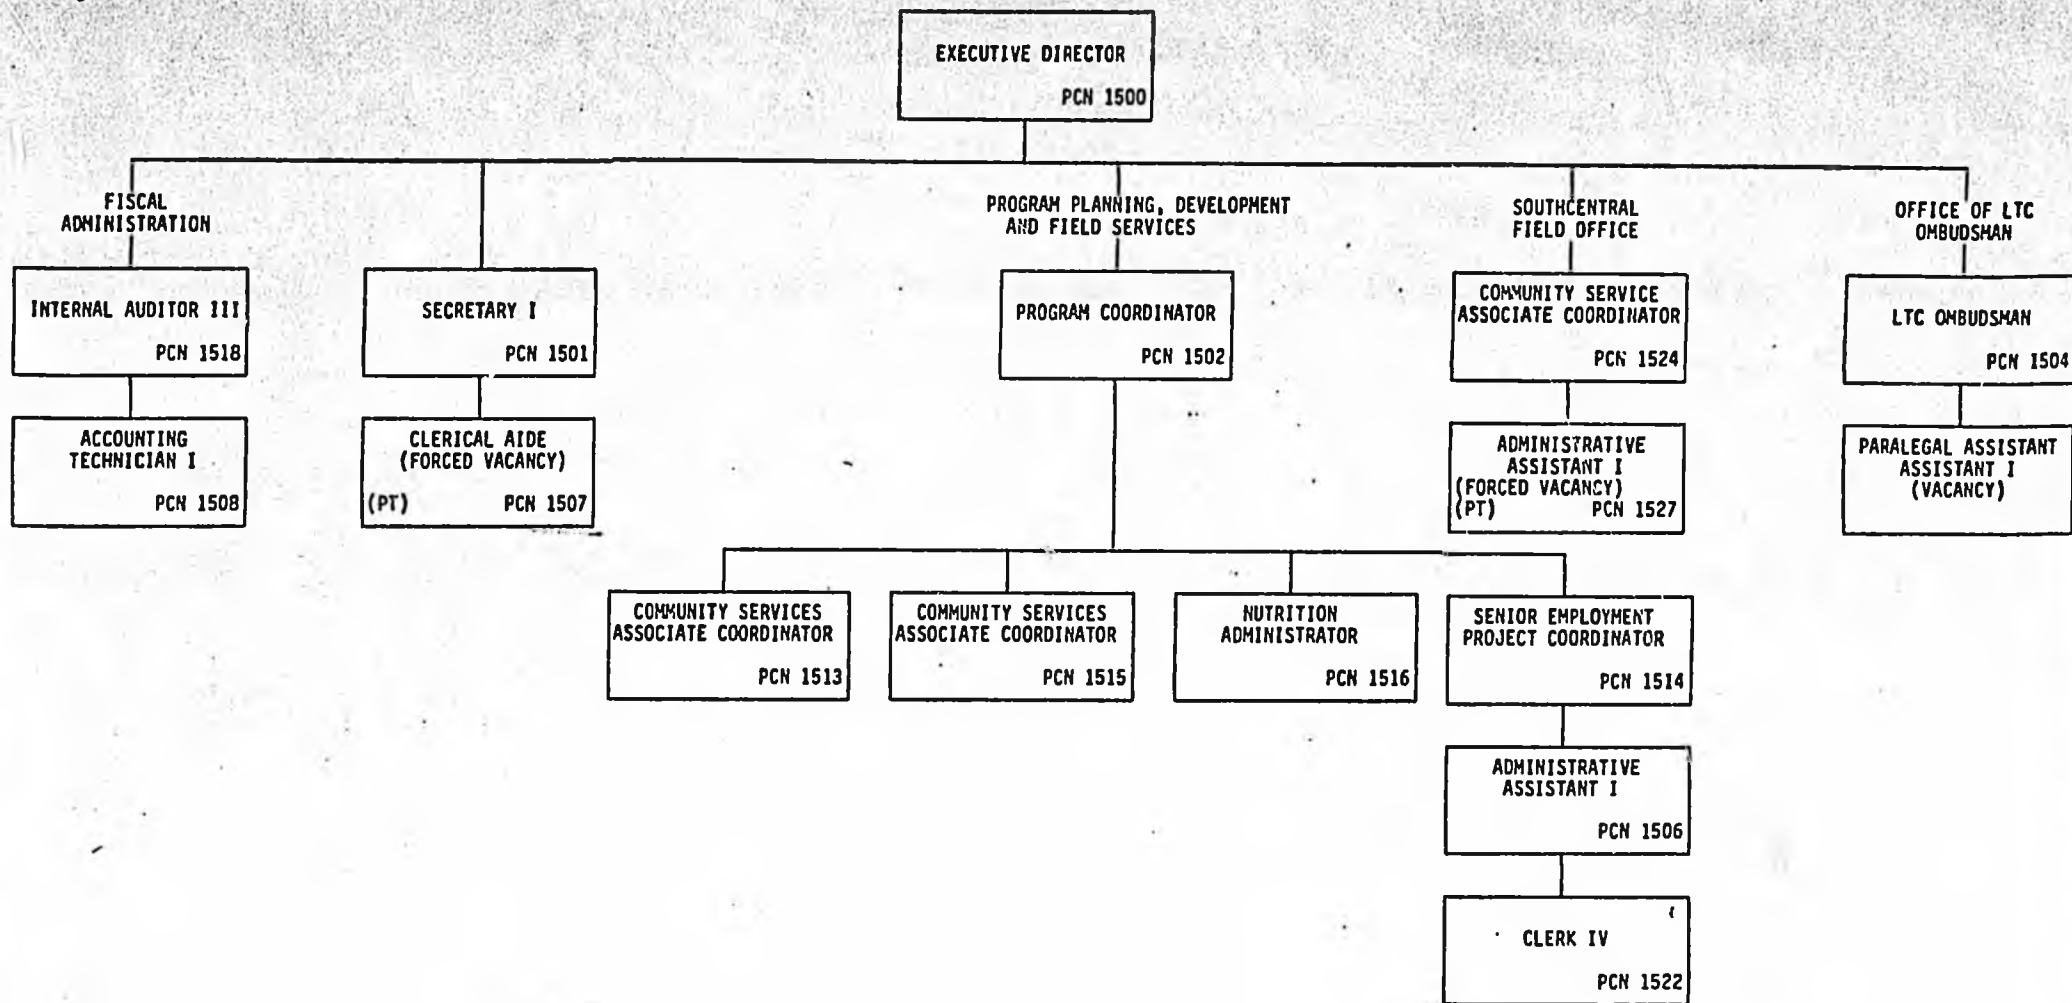 EXECUTIVE DIRECTOR
PCN 1500
FISCAL
ADMINISTRATION
PROGRAM PLANNING, DEVELOPMENT
AND FIELD SERVICES
SOUTHCENTRAL
FIELD OFFICE
OFFICE OF LTC
OMBUDSMAN
INTERNAL AUDITOR III
PCN 1518
SECRETARY I
PCN 1501
PROGRAM COORDINATOR
PCN 1502
COMMUNITY SERVICE
ASSOCIATE COORDINATOR
PCN 1524
LTC OMBUDSMAN
PCN 1504
ACCOUNTING
TECHNICIAN I
PCN 1508
CLERICAL AIDE
(FORCED VACANCY)
(PT) PCN 1507
ADMINISTRATIVE
ASSISTANT I
(FORCED VACANCY)
(PT) PCN 1527
PARALEGAL ASSISTANT
ASSISTANT I
(VACANCY)
COMMUNITY SERVICES
ASSOCIATE COORDINATOR
PCN 1513
COMMUNITY SERVICES
ASSOCIATE COORDINATOR
PCN 1515
NUTRITION
ADMINISTRATOR
PCN 1516
SENIOR EMPLOYMENT
PROJECT COORDINATOR
PCN 1514
ADMINISTRATIVE
ASSISTANT I
PCN 1506
CLERK IV
PCN 1522